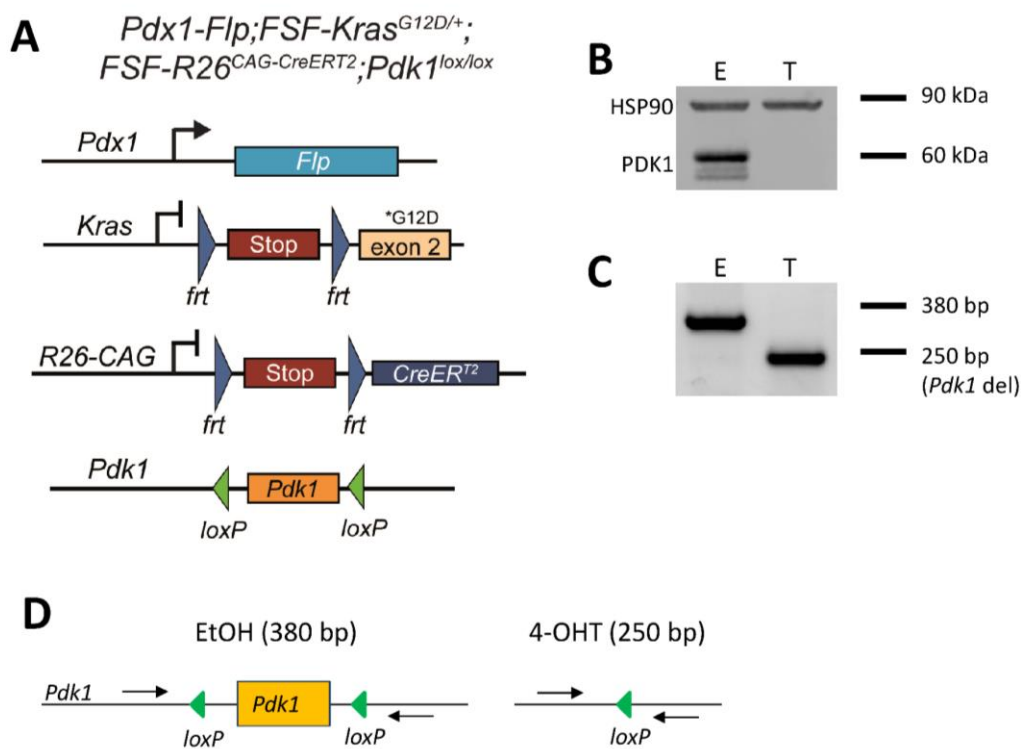 A
Pdx1-Flp;FSF-Kras^G12D/+;
FSF-R26^CAG-CreERT2;Pdk1^lox/lox
Pdx1
Flp
Kras
*G12D
Stop
exon 2
frt
frt
R26-CAG
Stop
CreER^T2
frt
frt
Pdk1
Pdk1
loxP
loxP
B
E T
HSP90
90 kDa
PDK1
60 kDa
C
E T
380 bp
250 bp
(Pdk1 del)
D
EtOH (380 bp)
4-OHT (250 bp)
Pdk1
Pdk1
loxP
loxP
loxP